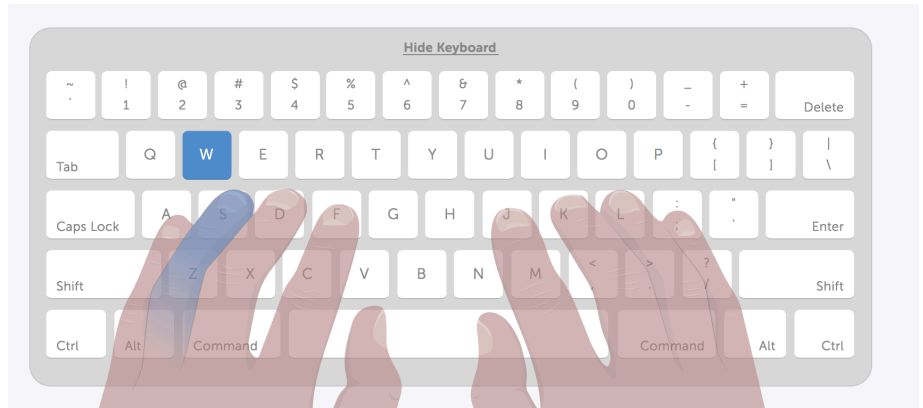 Hide Keyboard
~ ! @ # $ % ^ & * ( ) _ +
` 1 2 3 4 5 6 7 8 9 0 - = Delete
Tab Q W E R T Y U I O P { [ } ] | \
Caps Lock A S D F G H J K L : ; " ' Enter
Shift Z X C V B N M < , > . ? / Shift
Ctrl Alt Command Command Alt Ctrl